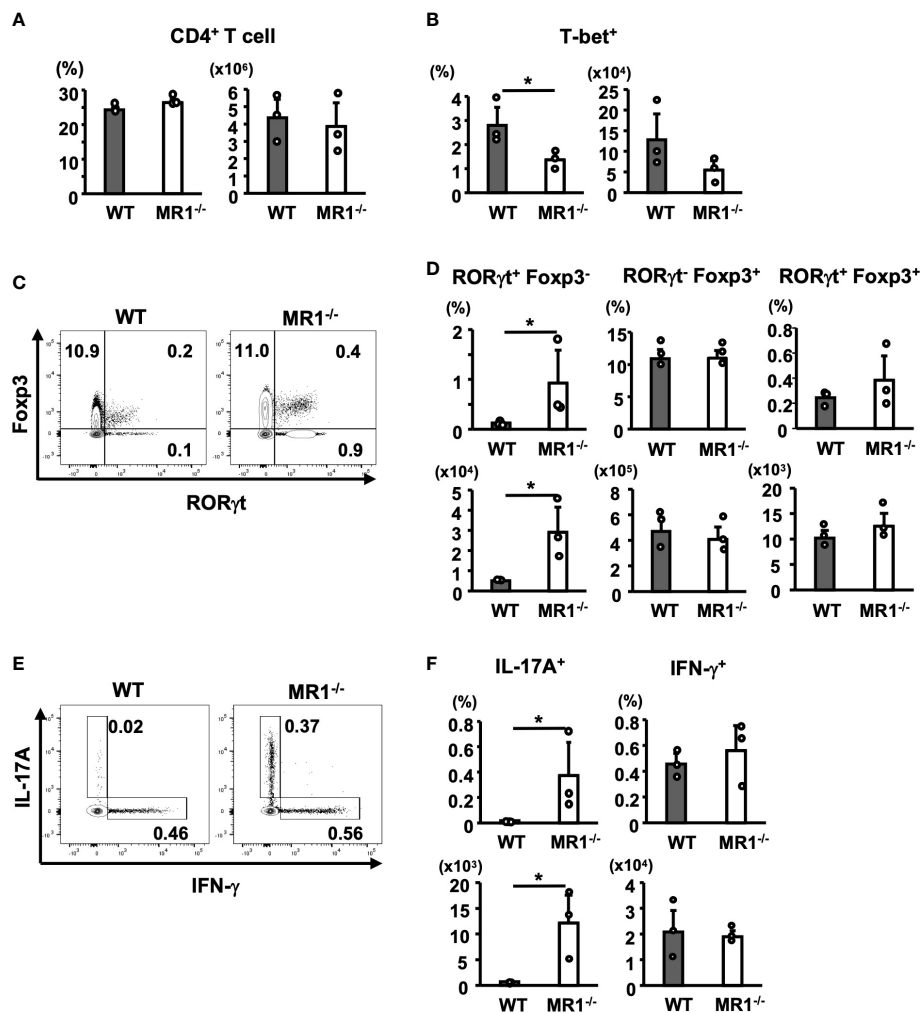 A
CD4⁺ T cell
(%)
30
20
10
0
WT MR1⁻/⁻
(x10⁶)
6
5
4
3
2
1
0
WT MR1⁻/⁻
B
T-bet⁺
(%)
4
3
2
1
0
WT MR1⁻/⁻
*
(x10⁴)
25
20
15
10
5
0
WT MR1⁻/⁻
C
WT MR1⁻/⁻
Foxp3
10.9 0.2
0.1
11.0 0.4
0.9
RORγt
D
RORγt⁺ Foxp3⁻ RORγt⁻ Foxp3⁺ RORγt⁺ Foxp3⁺
(%)
2
1
0
WT MR1⁻/⁻
*
(%)
15
10
5
0
WT MR1⁻/⁻
(%)
0.8
0.6
0.4
0.2
0
WT MR1⁻/⁻
(x10⁴)
5
4
3
2
1
0
WT MR1⁻/⁻
*
(x10⁵)
8
6
4
2
0
WT MR1⁻/⁻
(x10³)
20
15
10
5
0
WT MR1⁻/⁻
E
WT MR1⁻/⁻
IL-17A
0.02
0.46
0.37
0.56
IFN-γ
F
IL-17A⁺ IFN-γ⁺
(%)
0.8
0.6
0.4
0.2
0
WT MR1⁻/⁻
*
(%)
0.8
0.6
0.4
0.2
0
WT MR1⁻/⁻
(x10³)
20
15
10
5
0
WT MR1⁻/⁻
*
(x10⁴)
4
3
2
1
0
WT MR1⁻/⁻